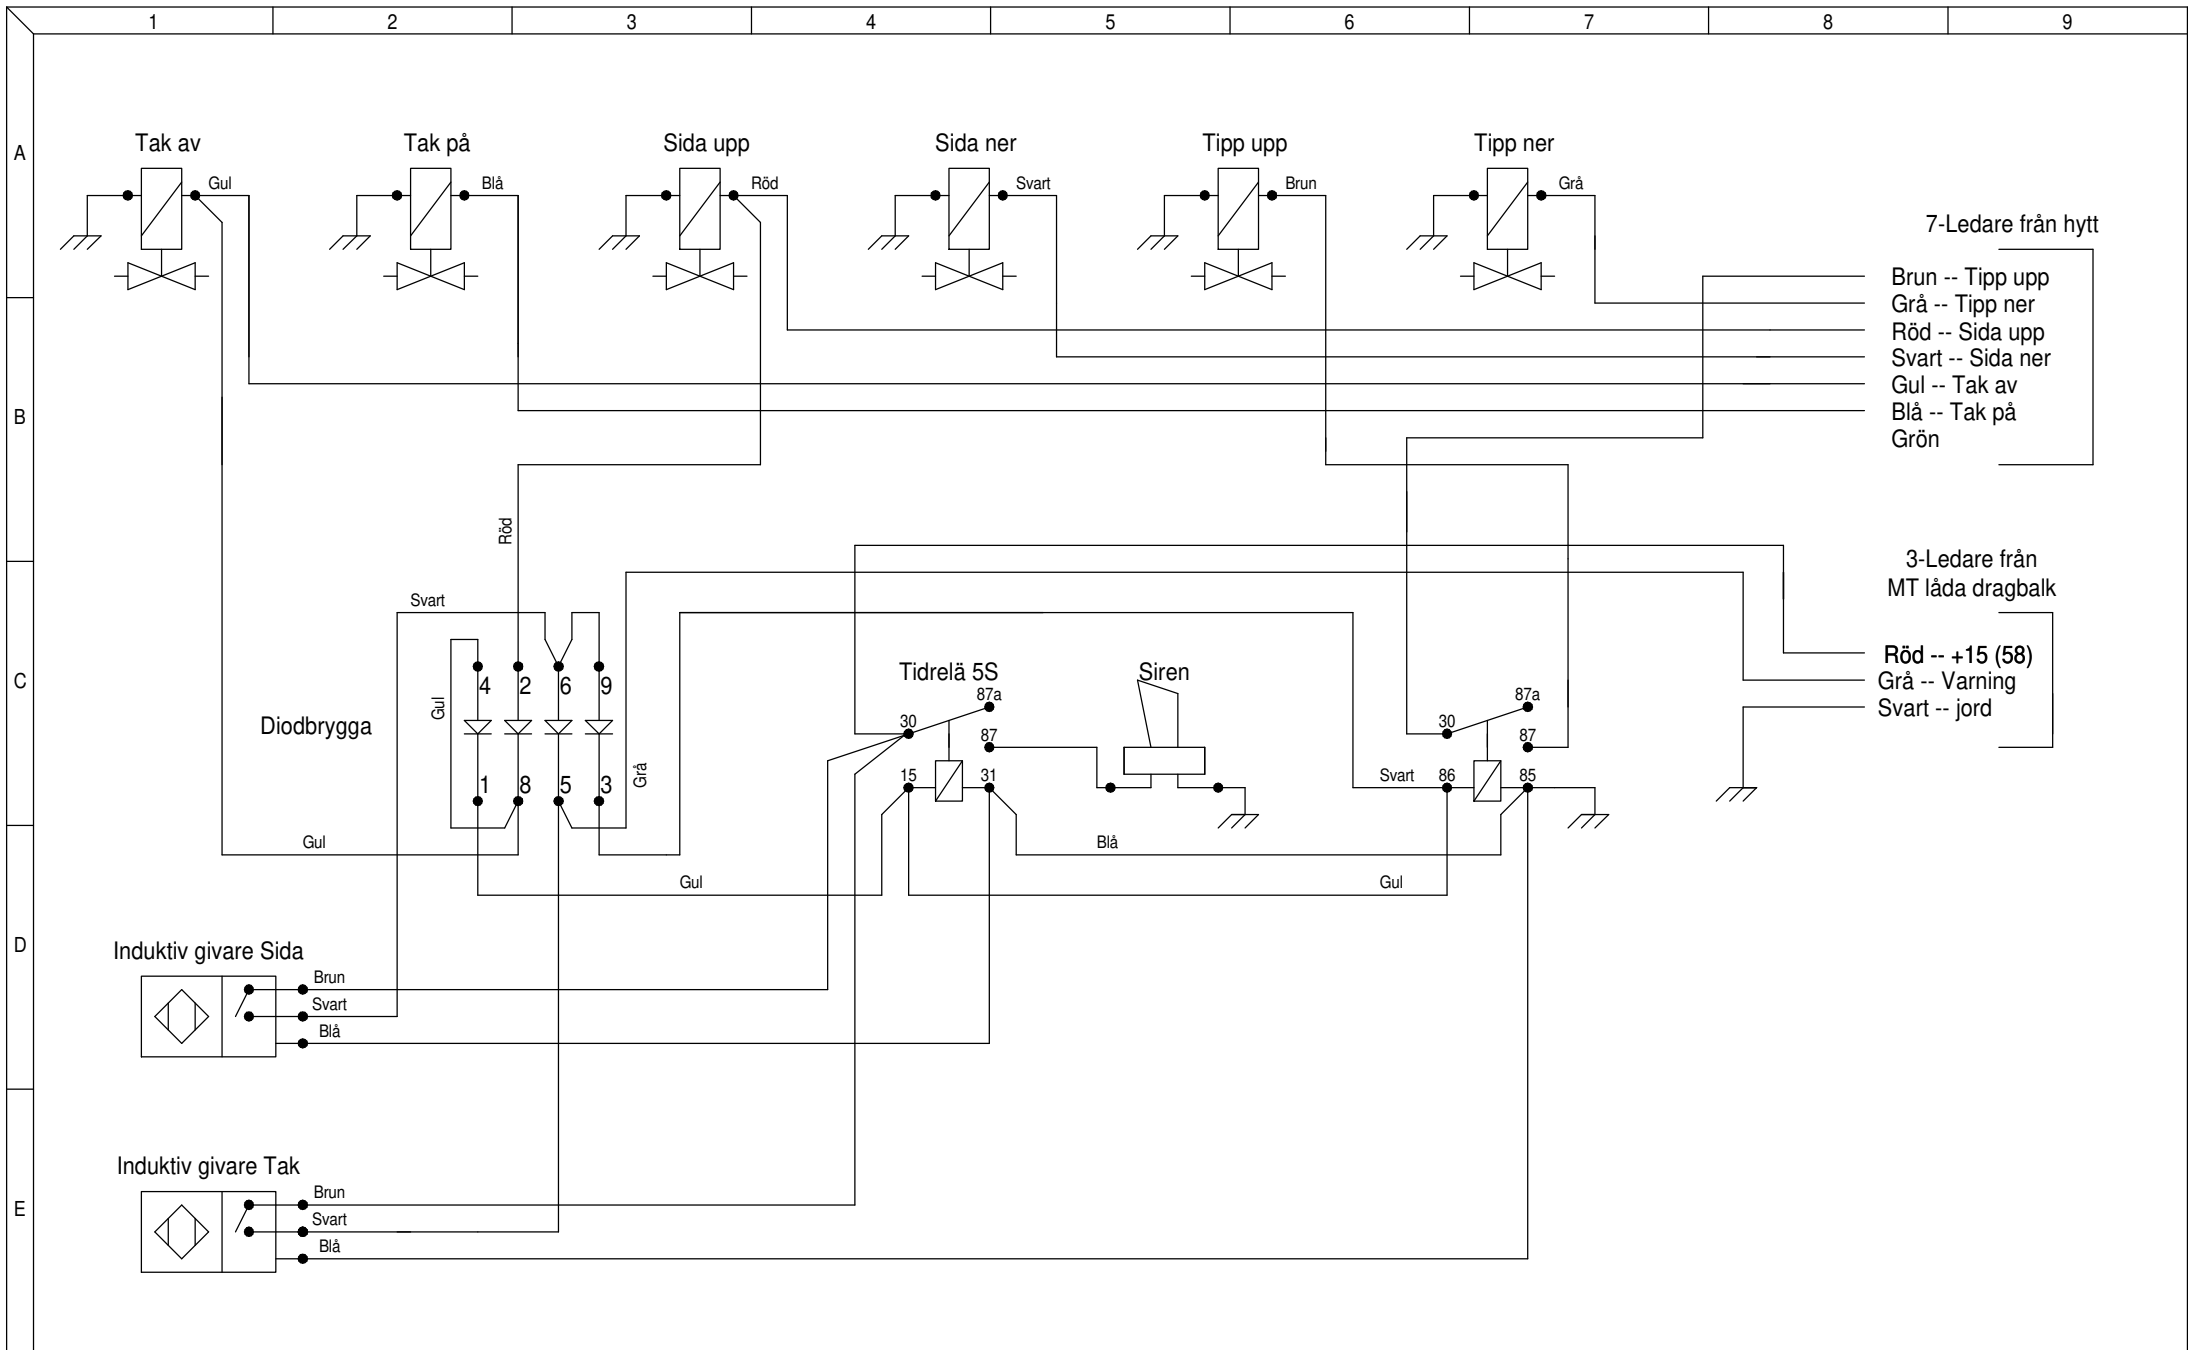 1 2 3 4 5 6 7 8 9
A
Tak av
Tak på
Sida upp
Sida ner
Tipp upp
Tipp ner
Gul
Blå
Röd
Svart
Brun
Grå
7-Ledare från hytt
Brun -- Tipp upp
Grå -- Tipp ner
Röd -- Sida upp
Svart -- Sida ner
Gul -- Tak av
Blå -- Tak på
Grön
B
Röd
3-Ledare från
MT låda dragbalk
Röd -- +15 (58)
Grå -- Varning
Svart -- jord
C
Svart
Gul
4 2 6 9
Diodbrygga
1 8 5 3
Grå
Tidrelä 5S
87a
30
87
15
31
Siren
87a
30
87
Svart
86
85
Gul
Blå
Gul
Gul
D
Induktiv givare Sida
Brun
Svart
Blå
Induktiv givare Tak
E
Brun
Svart
Blå